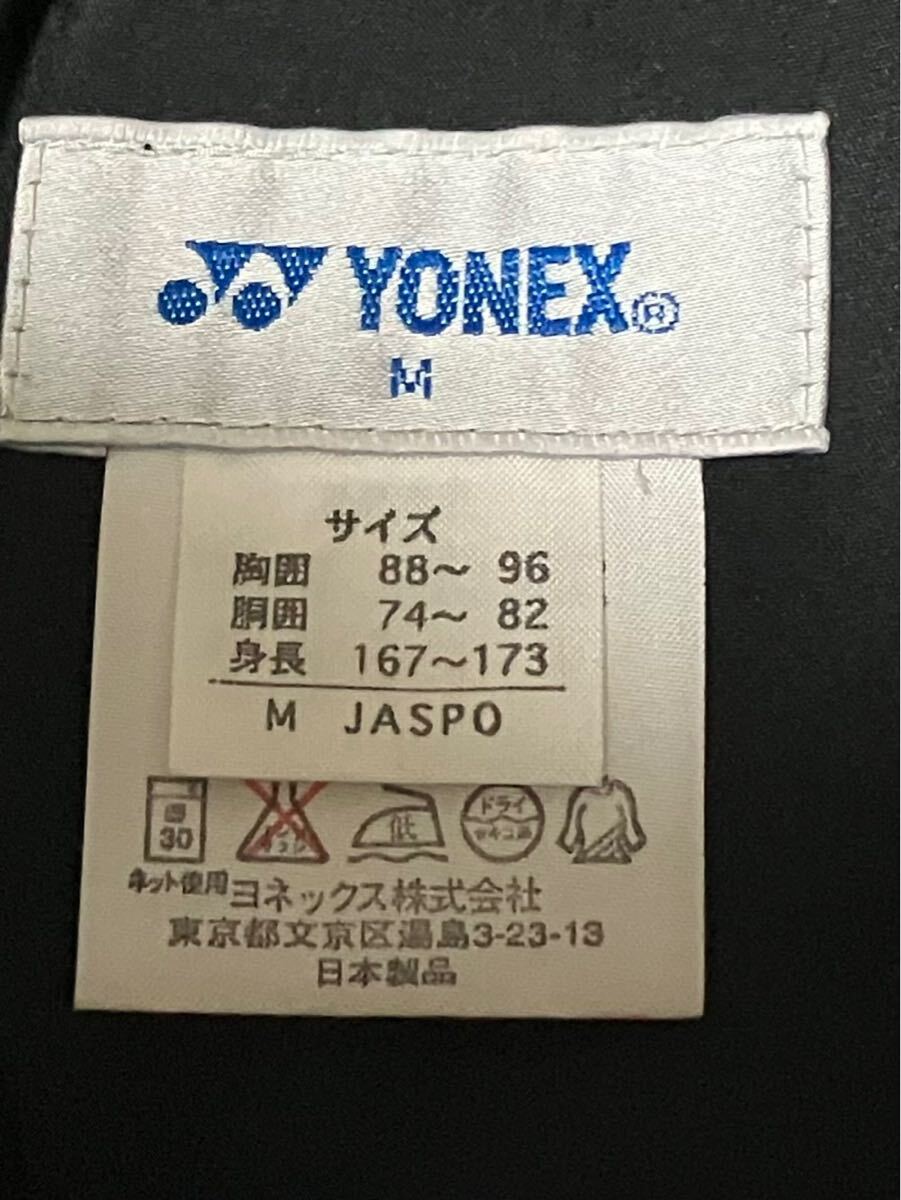 YONEX®
M
サイズ
胸囲 88～ 96
胴囲 74～ 82
身長 167～173
M JASPO
30
低
ドライ
ネット使用
ヨネックス株式会社
東京都文京区湯島3-23-13
日本製品